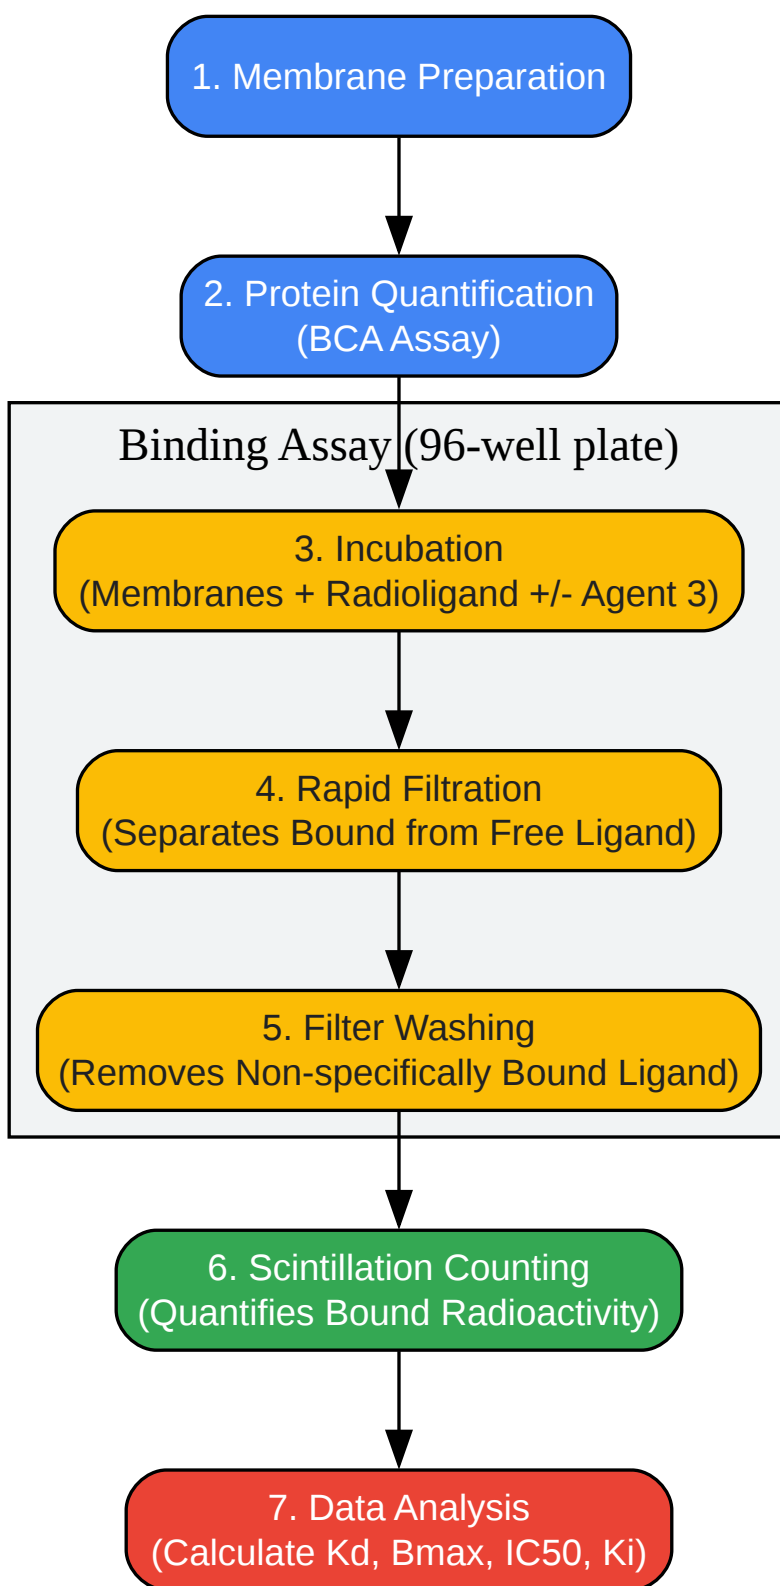 1. Membrane Preparation
2. Protein Quantification
(BCA Assay)
Binding Assay (96-well plate)
3. Incubation
(Membranes + Radioligand +/- Agent 3)
4. Rapid Filtration
(Separates Bound from Free Ligand)
5. Filter Washing
(Removes Non-specifically Bound Ligand)
6. Scintillation Counting
(Quantifies Bound Radioactivity)
7. Data Analysis
(Calculate Kd, Bmax, IC50, Ki)